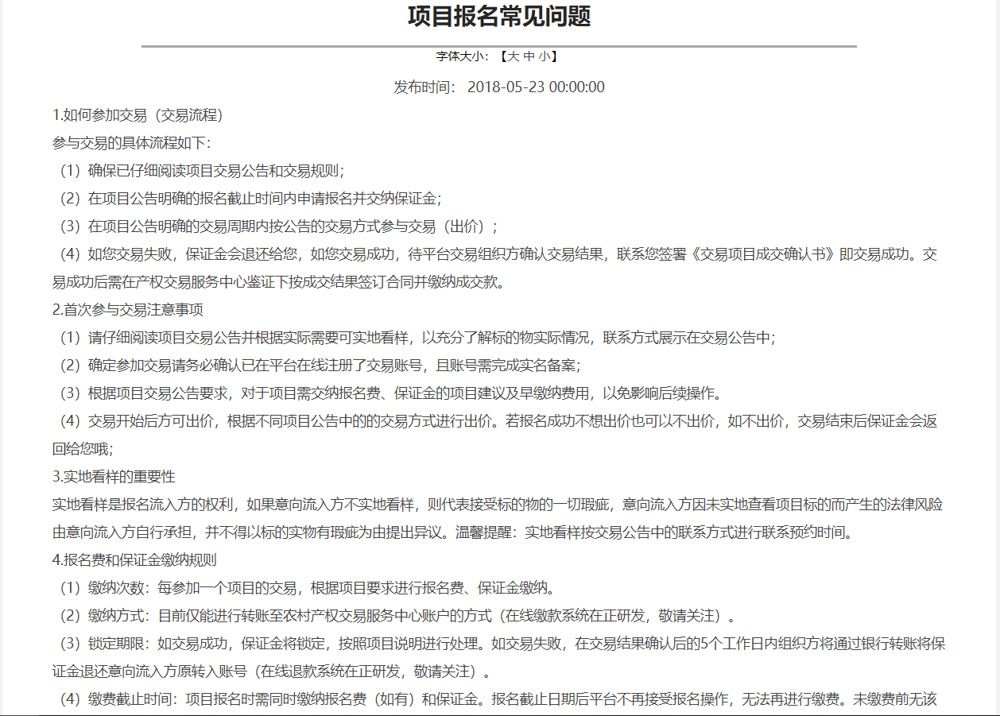 项目报名常见问题
字体大小：【大 中 小】
发布时间： 2018-05-23 00:00:00
1.如何参加交易（交易流程）
参与交易的具体流程如下：
（1）确保已仔细阅读项目交易公告和交易规则；
（2）在项目公告明确的报名截止时间内申请报名并交纳保证金；
（3）在项目公告明确的交易周期内按公告的交易方式参与交易（出价）；
（4）如您交易失败，保证金会退还给您，如您交易成功，待平台交易组织方确认交易结果，联系您签署《交易项目成交确认书》即交易成功。交
易成功后需在产权交易服务中心鉴证下按成交结果签订合同并缴纳成交款。
2.首次参与交易注意事项
（1）请仔细阅读项目交易公告并根据实际需要可实地看样，以充分了解标的物实际情况，联系方式展示在交易公告中；
（2）确定参加交易请务必确认已在平台在线注册了交易账号，且账号需完成实名备案；
（3）根据项目交易公告要求，对于项目需交纳报名费、保证金的项目建议及早缴纳费用，以免影响后续操作。
（4）交易开始后方可出价，根据不同项目公告中的的交易方式进行出价。若报名成功不想出价也可以不出价，如不出价，交易结束后保证金会返
回给您哦；
3.实地看样的重要性
实地看样是报名流入方的权利，如果意向流入方不实地看样，则代表接受标的物的一切瑕疵，意向流入方因未实地查看项目标的而产生的法律风险
由意向流入方自行承担，并不得以标的实物有瑕疵为由提出异议。温馨提醒：实地看样按交易公告中的联系方式进行联系预约时间。
4.报名费和保证金缴纳规则
（1）缴纳次数：每参加一个项目的交易，根据项目要求进行报名费、保证金缴纳。
（2）缴纳方式：目前仅能进行转账至农村产权交易服务中心账户的方式（在线缴款系统在正研发，敬请关注）。
（3）锁定期限：如交易成功，保证金将锁定，按照项目说明进行处理。如交易失败，在交易结果确认后的5个工作日内组织方将通过银行转账将保
证金退还意向流入方原转入账号（在线退款系统在正研发，敬请关注）。
（4）缴费截止时间：项目报名时需同时缴纳报名费（如有）和保证金。报名截止日期后平台不再接受报名操作，无法再进行缴费。未缴费前无该